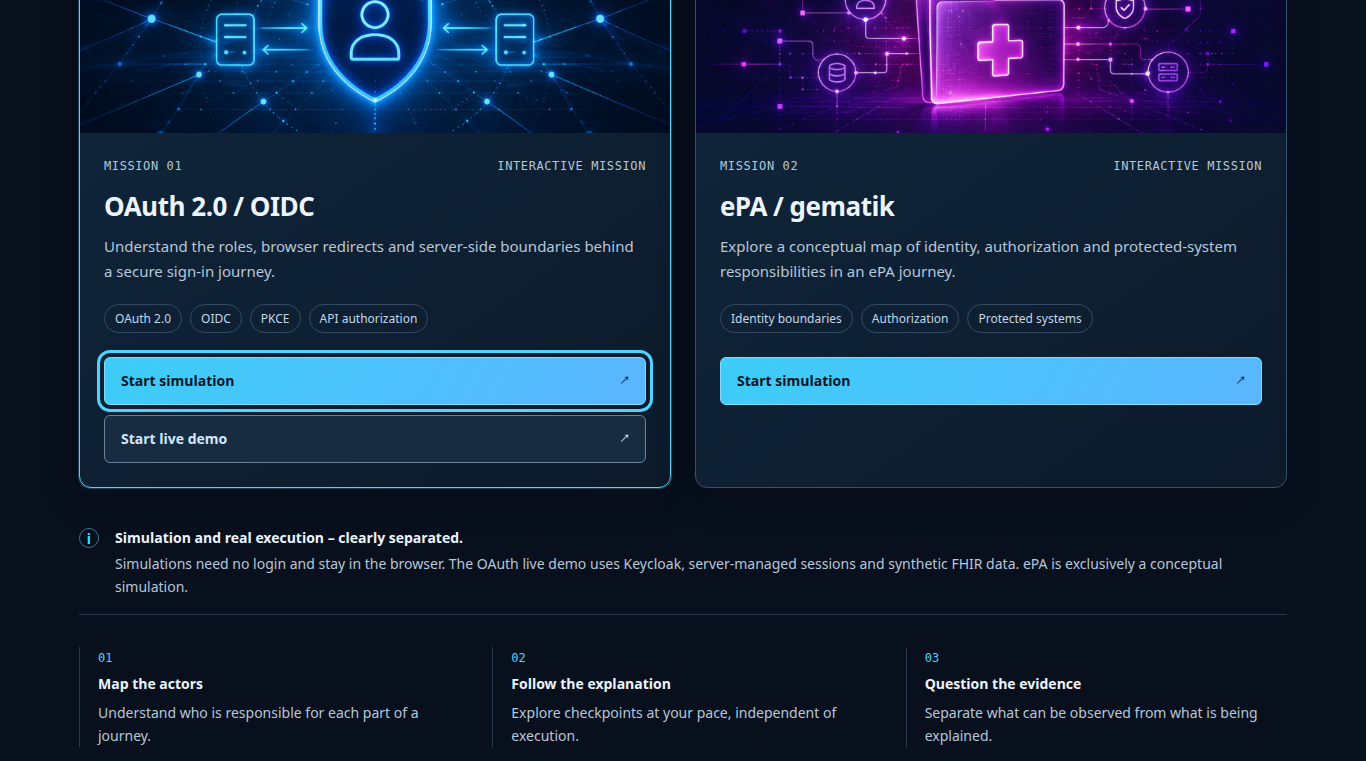 MISSION 01
INTERACTIVE MISSION
OAuth 2.0 / OIDC
Understand the roles, browser redirects and server-side boundaries behind
a secure sign-in journey.
OAuth 2.0
OIDC
PKCE
API authorization
Start simulation ↗
Start live demo ↗
MISSION 02
INTERACTIVE MISSION
ePA / gematik
Explore a conceptual map of identity, authorization and protected-system
responsibilities in an ePA journey.
Identity boundaries
Authorization
Protected systems
Start simulation ↗
i
Simulation and real execution – clearly separated.
Simulations need no login and stay in the browser. The OAuth live demo uses Keycloak, server-managed sessions and synthetic FHIR data. ePA is exclusively a conceptual
simulation.
01
Map the actors
Understand who is responsible for each part of a
journey.
02
Follow the explanation
Explore checkpoints at your pace, independent of
execution.
03
Question the evidence
Separate what can be observed from what is being
explained.